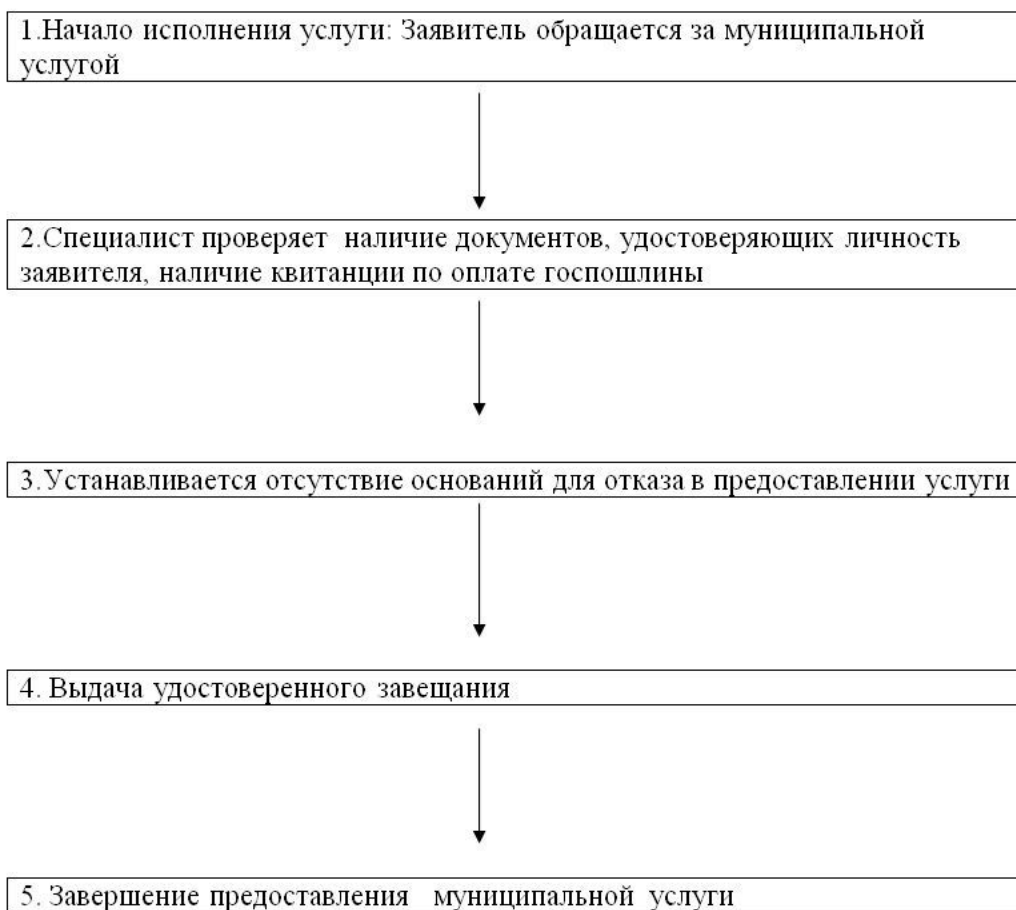 1.Начало исполнения услуги: Заявитель обращается за муниципальной
услугой
2.Специалист проверяет наличие документов, удостоверяющих личность
заявителя, наличие квитанции по оплате госпошлины
3.Устанавливается отсутствие оснований для отказа в предоставлении услуги
4. Выдача удостоверенного завещания
5. Завершение предоставления муниципальной услуги